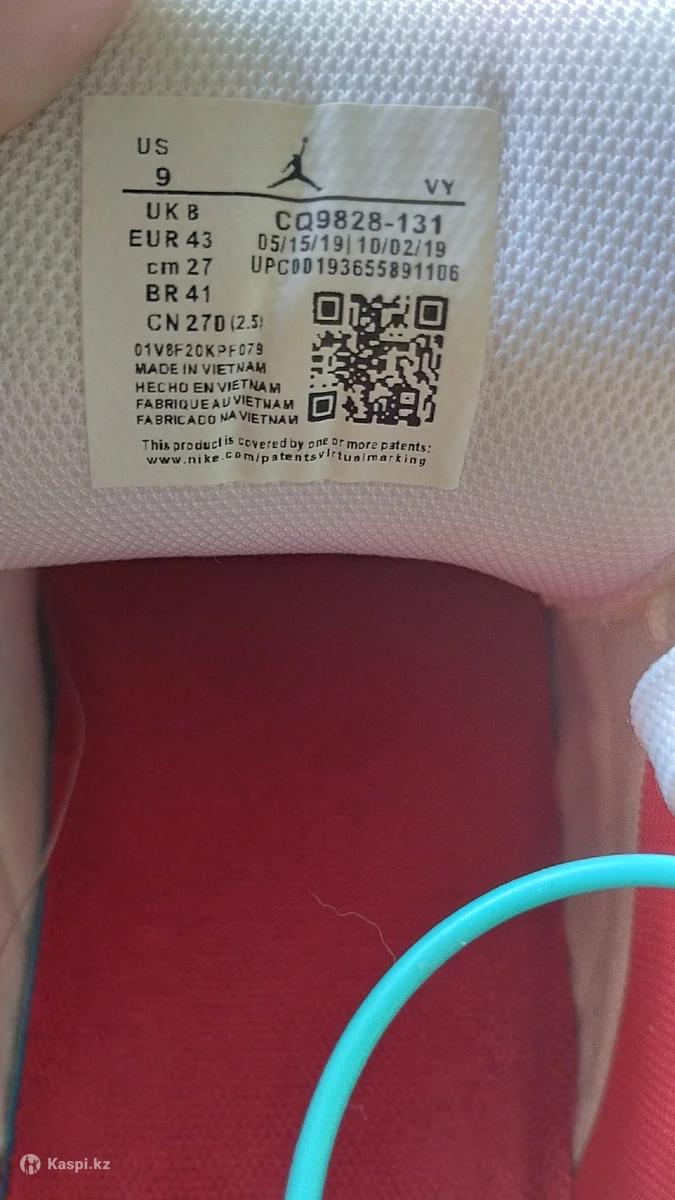 US
9
VY
UK 8
EUR 43
cm 27
BR 41
CN 270 (2.5)
CQ9828-131
05/15/19| 10/02/19
UPC00193655891106
01V8F20KPF079
MADE IN VIETNAM
HECHO EN VIETNAM
FABRIQUE AU VIETNAM
FABRICADO NA VIETNAM
This product is covered by one or more patents:
www.nike.com/patentsvirtualmarking
Kaspi.kz